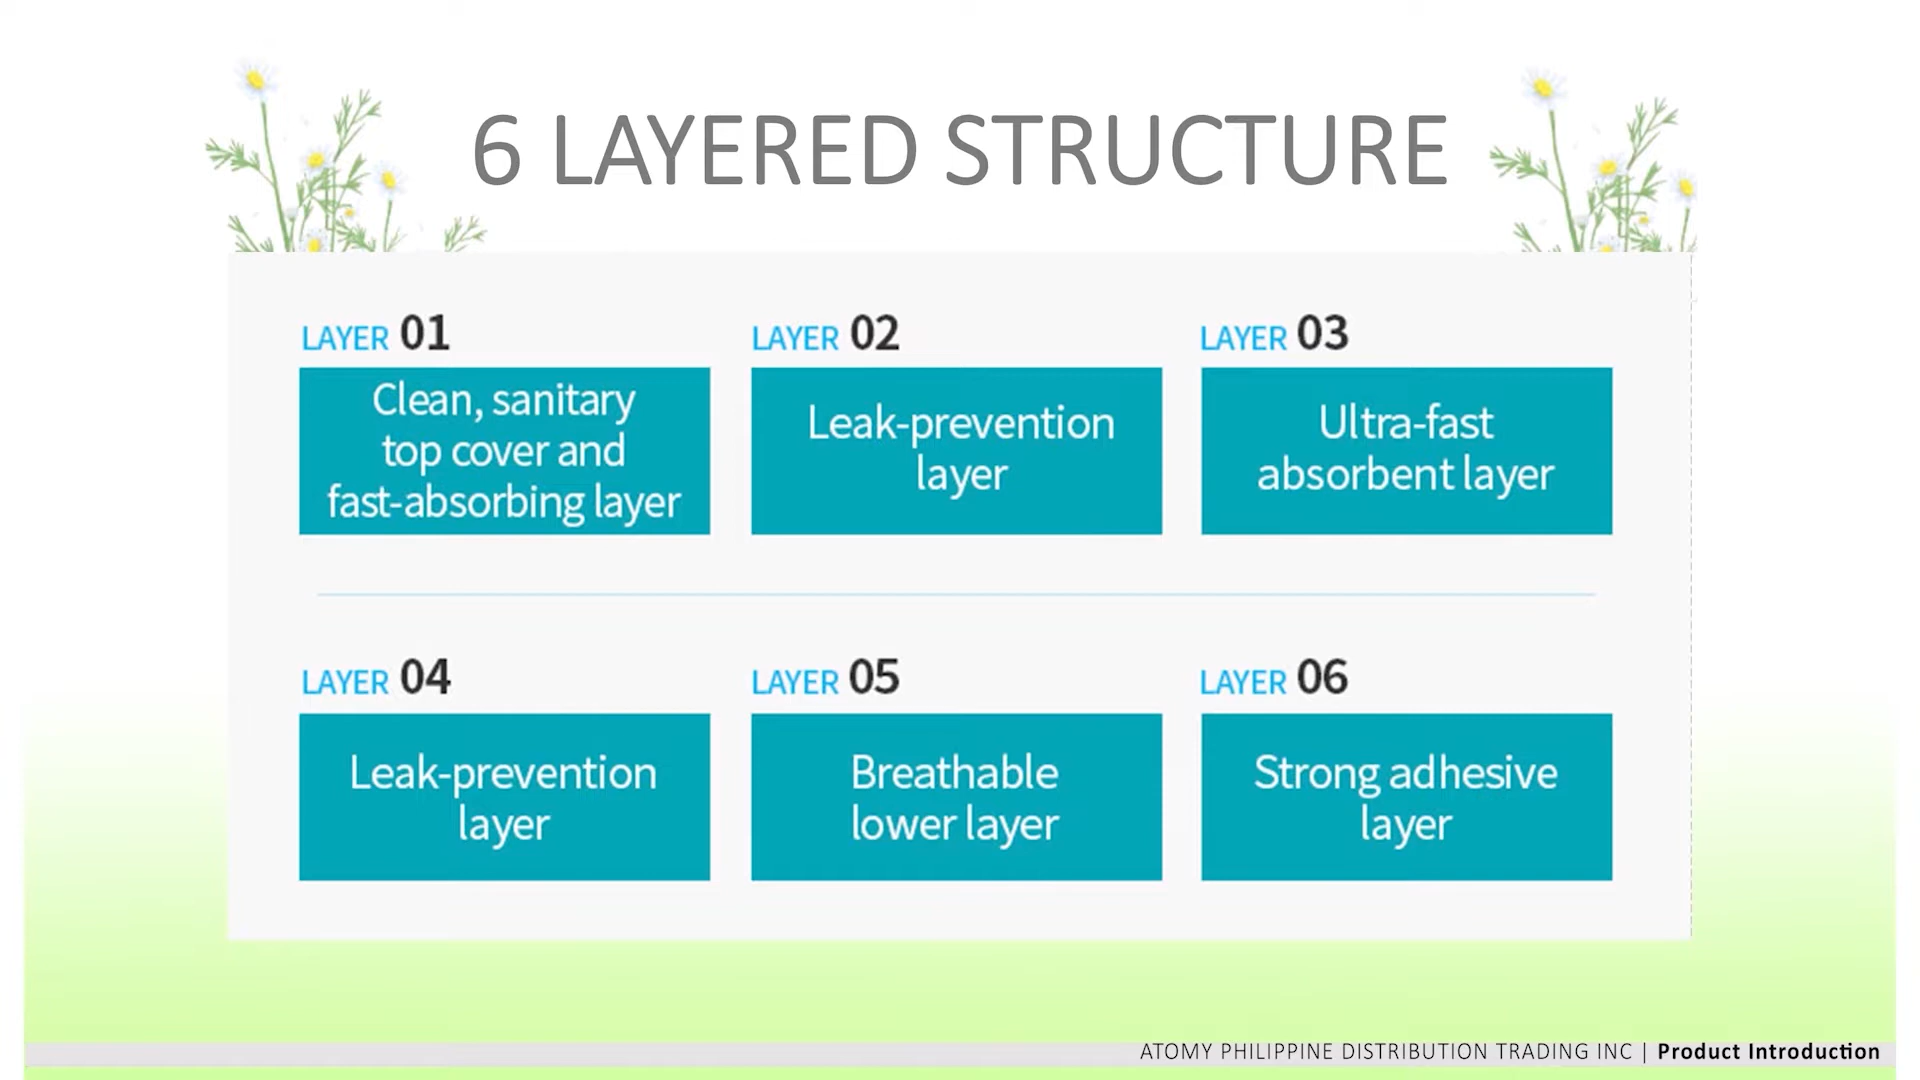 6 LAYERED STRUCTURE
LAYER 01
Clean, sanitary
top cover and
fast-absorbing layer
LAYER 02
Leak-prevention
layer
LAYER 03
Ultra-fast
absorbent layer
LAYER 04
Leak-prevention
layer
LAYER 05
Breathable
lower layer
LAYER 06
Strong adhesive
layer
ATOMY PHILIPPINE DISTRIBUTION TRADING INC | Product Introduction